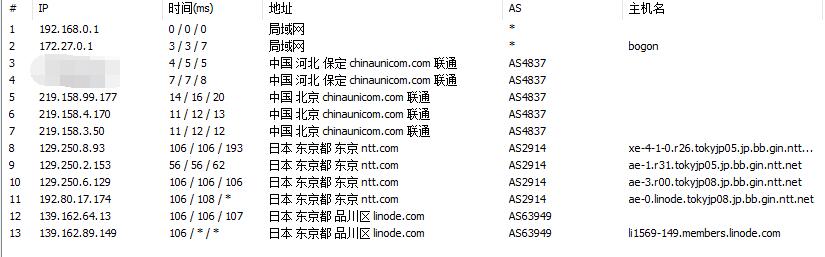 # IP 时间(ms) 地址 AS 主机名
1 192.168.0.1 0 / 0 / 0 局域网 *
2 172.27.0.1 3 / 3 / 7 局域网 * bogon
3 4 / 5 / 5 中国 河北 保定 chinaunicom.com 联通 AS4837
4 7 / 7 / 8 中国 河北 保定 chinaunicom.com 联通 AS4837
5 219.158.99.177 14 / 16 / 20 中国 北京 chinaunicom.com 联通 AS4837
6 219.158.4.170 11 / 12 / 13 中国 北京 chinaunicom.com 联通 AS4837
7 219.158.3.50 11 / 12 / 12 中国 北京 chinaunicom.com 联通 AS4837
8 129.250.8.93 106 / 106 / 193 日本 东京都 东京 ntt.com AS2914 xe-4-1-0.r26.tokyjp05.jp.bb.gin.ntt...
9 129.250.2.153 56 / 56 / 62 日本 东京都 东京 ntt.com AS2914 ae-1.r31.tokyjp05.jp.bb.gin.ntt.net
10 129.250.6.129 106 / 106 / 106 日本 东京都 东京 ntt.com AS2914 ae-3.r00.tokyjp08.jp.bb.gin.ntt.net
11 192.80.17.174 106 / 108 / * 日本 东京都 东京 ntt.com AS2914 ae-0.linode.tokyjp08.jp.bb.gin.ntt.net
12 139.162.64.13 106 / 106 / 107 日本 东京都 品川区 linode.com AS63949
13 139.162.89.149 106 / * / * 日本 东京都 品川区 linode.com AS63949 li1569-149.members.linode.com